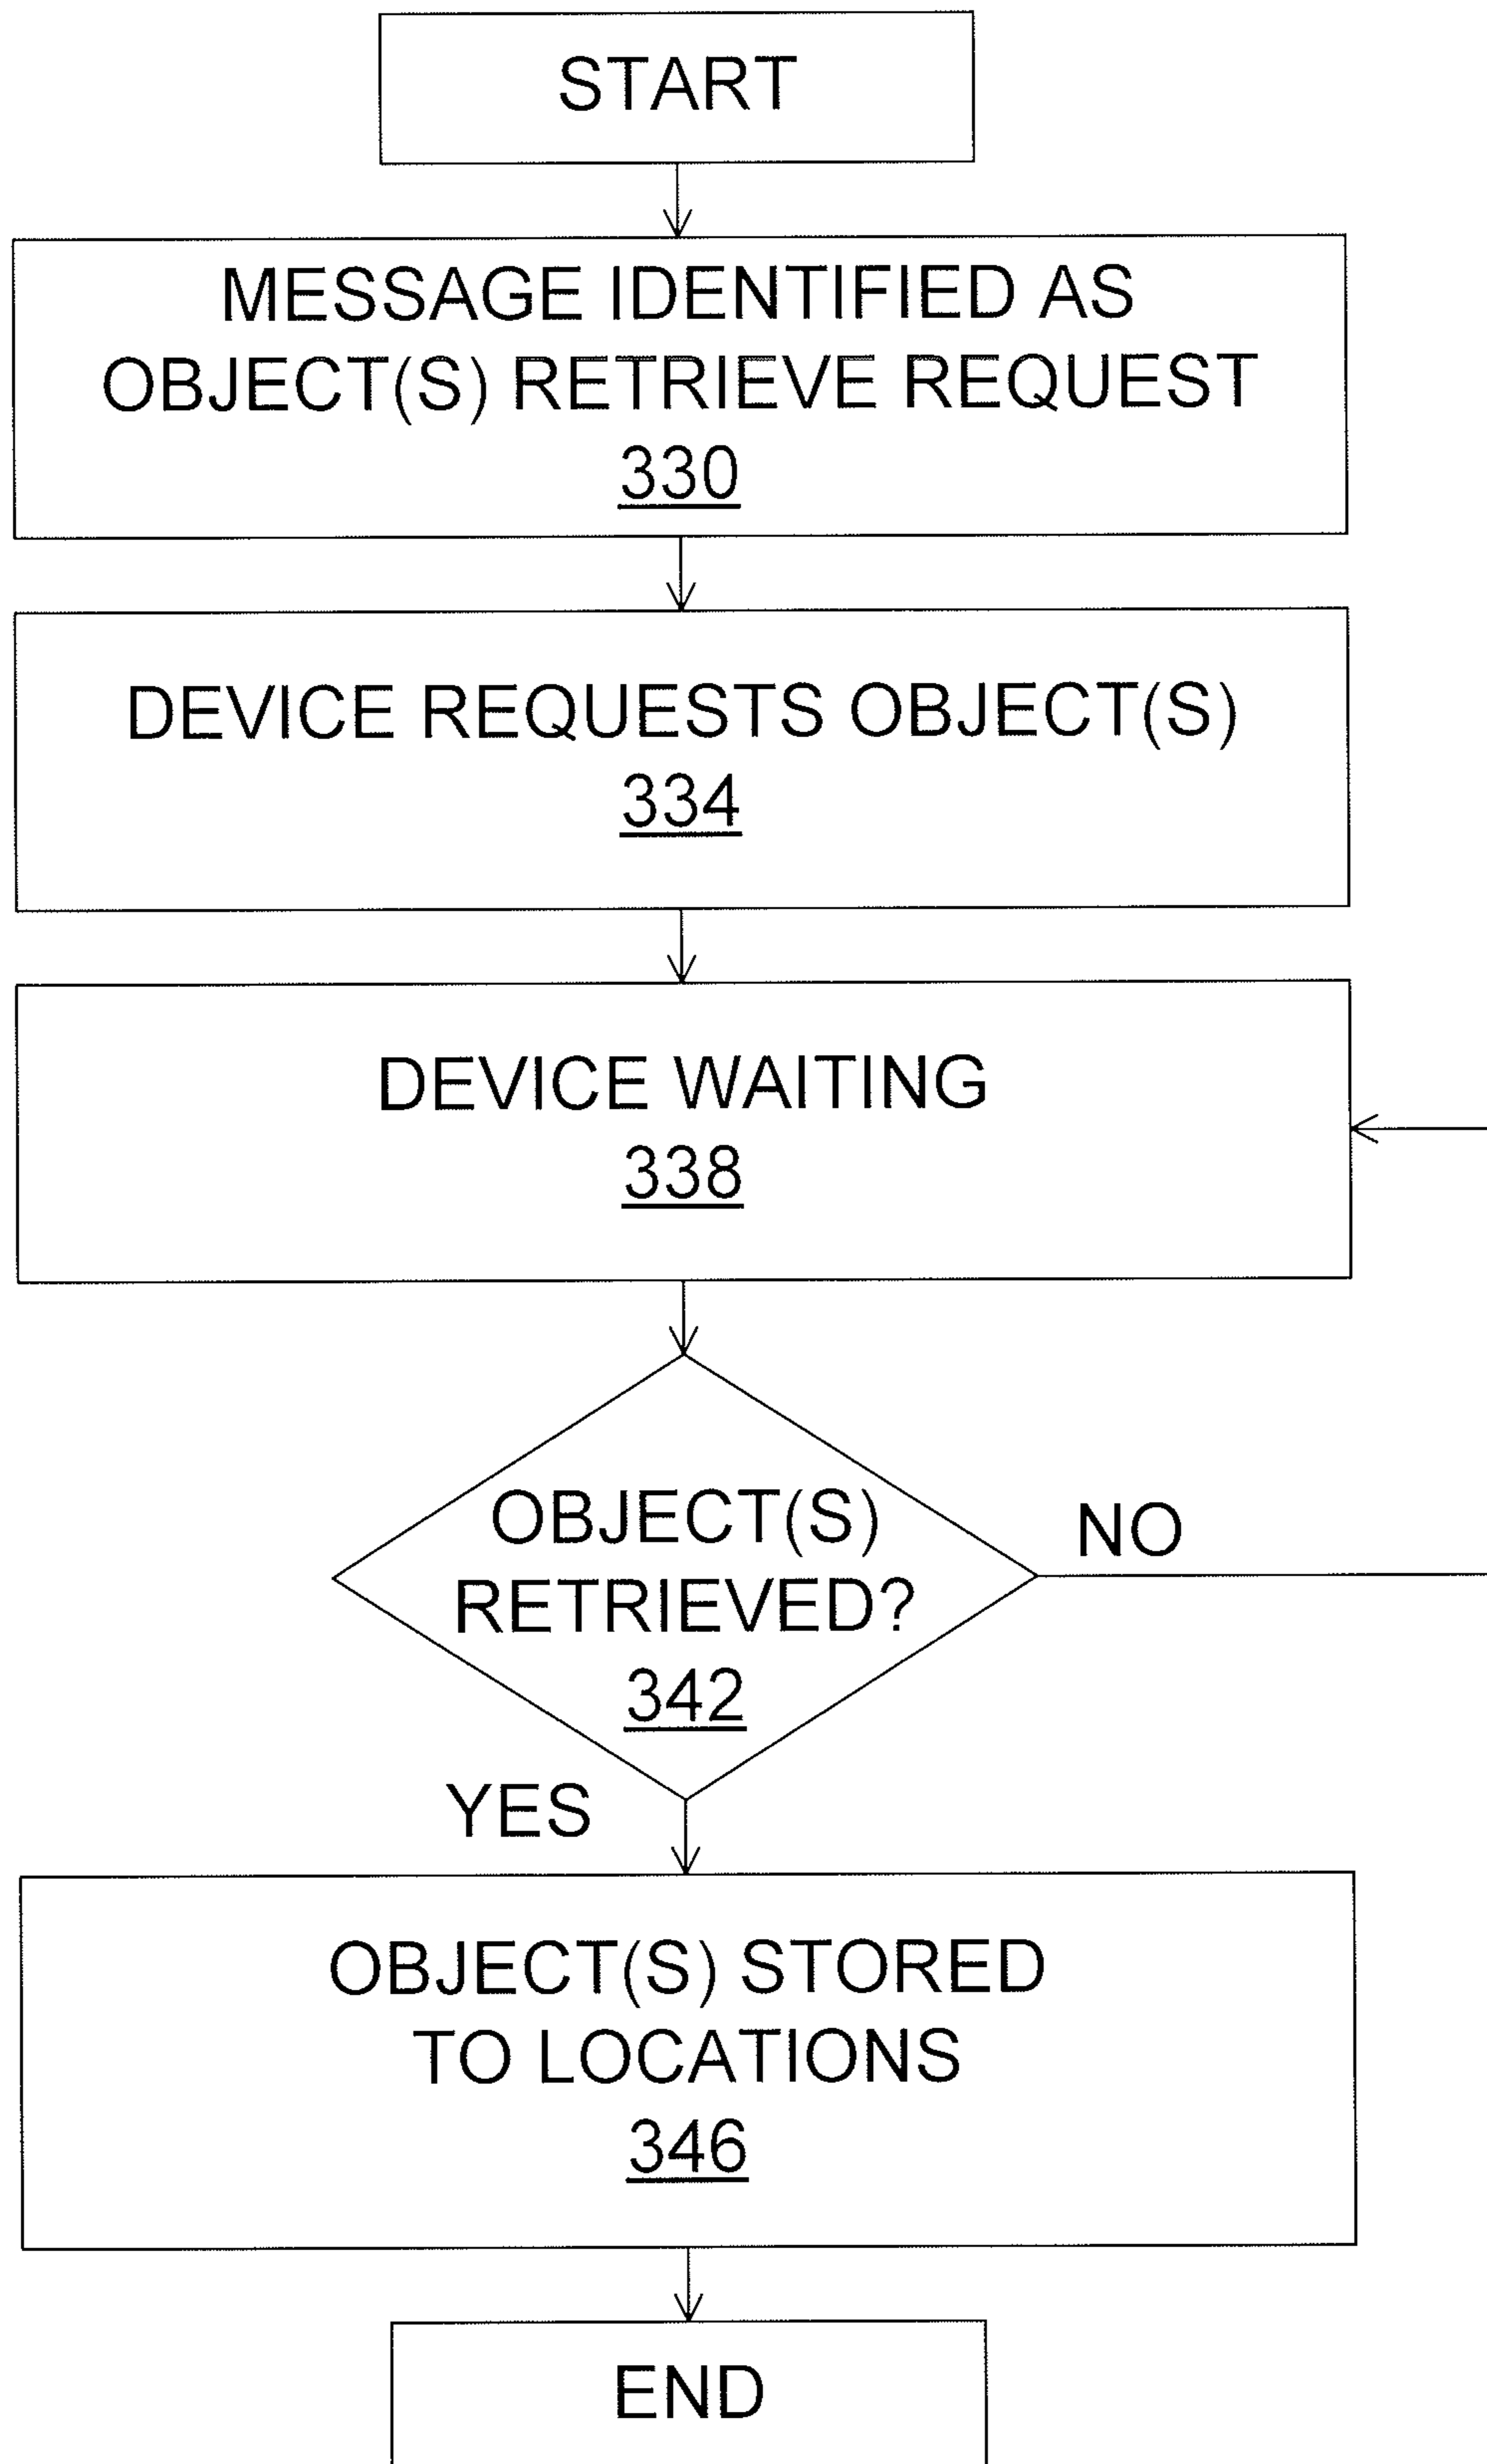 START
MESSAGE IDENTIFIED AS
OBJECT(S) RETRIEVE REQUEST
330
DEVICE REQUESTS OBJECT(S)
334
DEVICE WAITING
338
OBJECT(S)
RETRIEVED?
342
NO
YES
OBJECT(S) STORED
TO LOCATIONS
346
END